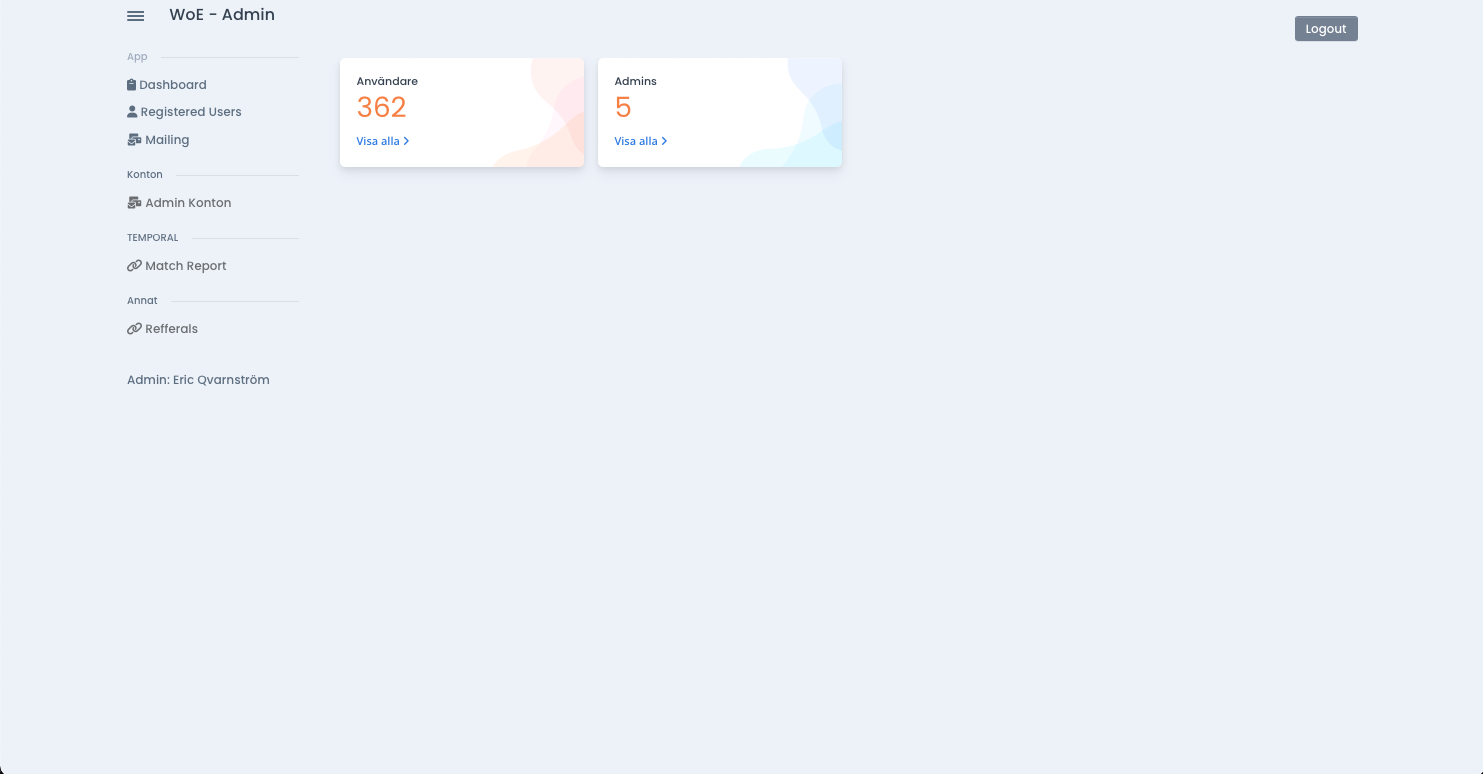 WoE - Admin
Logout
App
Dashboard
Registered Users
Mailing
Konton
Admin Konton
TEMPORAL
Match Report
Annat
Refferals
Admin: Eric Qvarnström
Användare
362
Visa alla
Admins
5
Visa alla